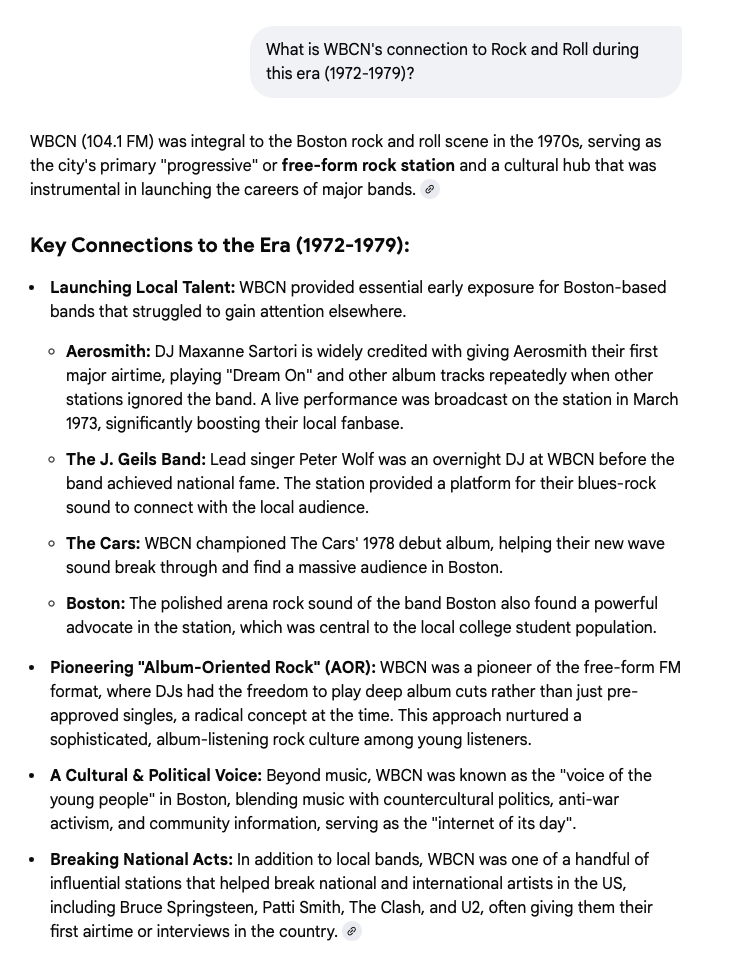 What is WBCN's connection to Rock and Roll during
this era (1972-1979)?
WBCN (104.1 FM) was integral to the Boston rock and roll scene in the 1970s, serving as
the city's primary "progressive" or free-form rock station and a cultural hub that was
instrumental in launching the careers of major bands.
Key Connections to the Era (1972-1979):
• Launching Local Talent: WBCN provided essential early exposure for Boston-based
bands that struggled to gain attention elsewhere.
◦ Aerosmith: DJ Maxanne Sartori is widely credited with giving Aerosmith their first
major airtime, playing "Dream On" and other album tracks repeatedly when other
stations ignored the band. A live performance was broadcast on the station in March
1973, significantly boosting their local fanbase.
◦ The J. Geils Band: Lead singer Peter Wolf was an overnight DJ at WBCN before the
band achieved national fame. The station provided a platform for their blues-rock
sound to connect with the local audience.
◦ The Cars: WBCN championed The Cars' 1978 debut album, helping their new wave
sound break through and find a massive audience in Boston.
◦ Boston: The polished arena rock sound of the band Boston also found a powerful
advocate in the station, which was central to the local college student population.
• Pioneering "Album-Oriented Rock" (AOR): WBCN was a pioneer of the free-form FM
format, where DJs had the freedom to play deep album cuts rather than just pre-
approved singles, a radical concept at the time. This approach nurtured a
sophisticated, album-listening rock culture among young listeners.
• A Cultural & Political Voice: Beyond music, WBCN was known as the "voice of the
young people" in Boston, blending music with countercultural politics, anti-war
activism, and community information, serving as the "internet of its day".
• Breaking National Acts: In addition to local bands, WBCN was one of a handful of
influential stations that helped break national and international artists in the US,
including Bruce Springsteen, Patti Smith, The Clash, and U2, often giving them their
first airtime or interviews in the country.